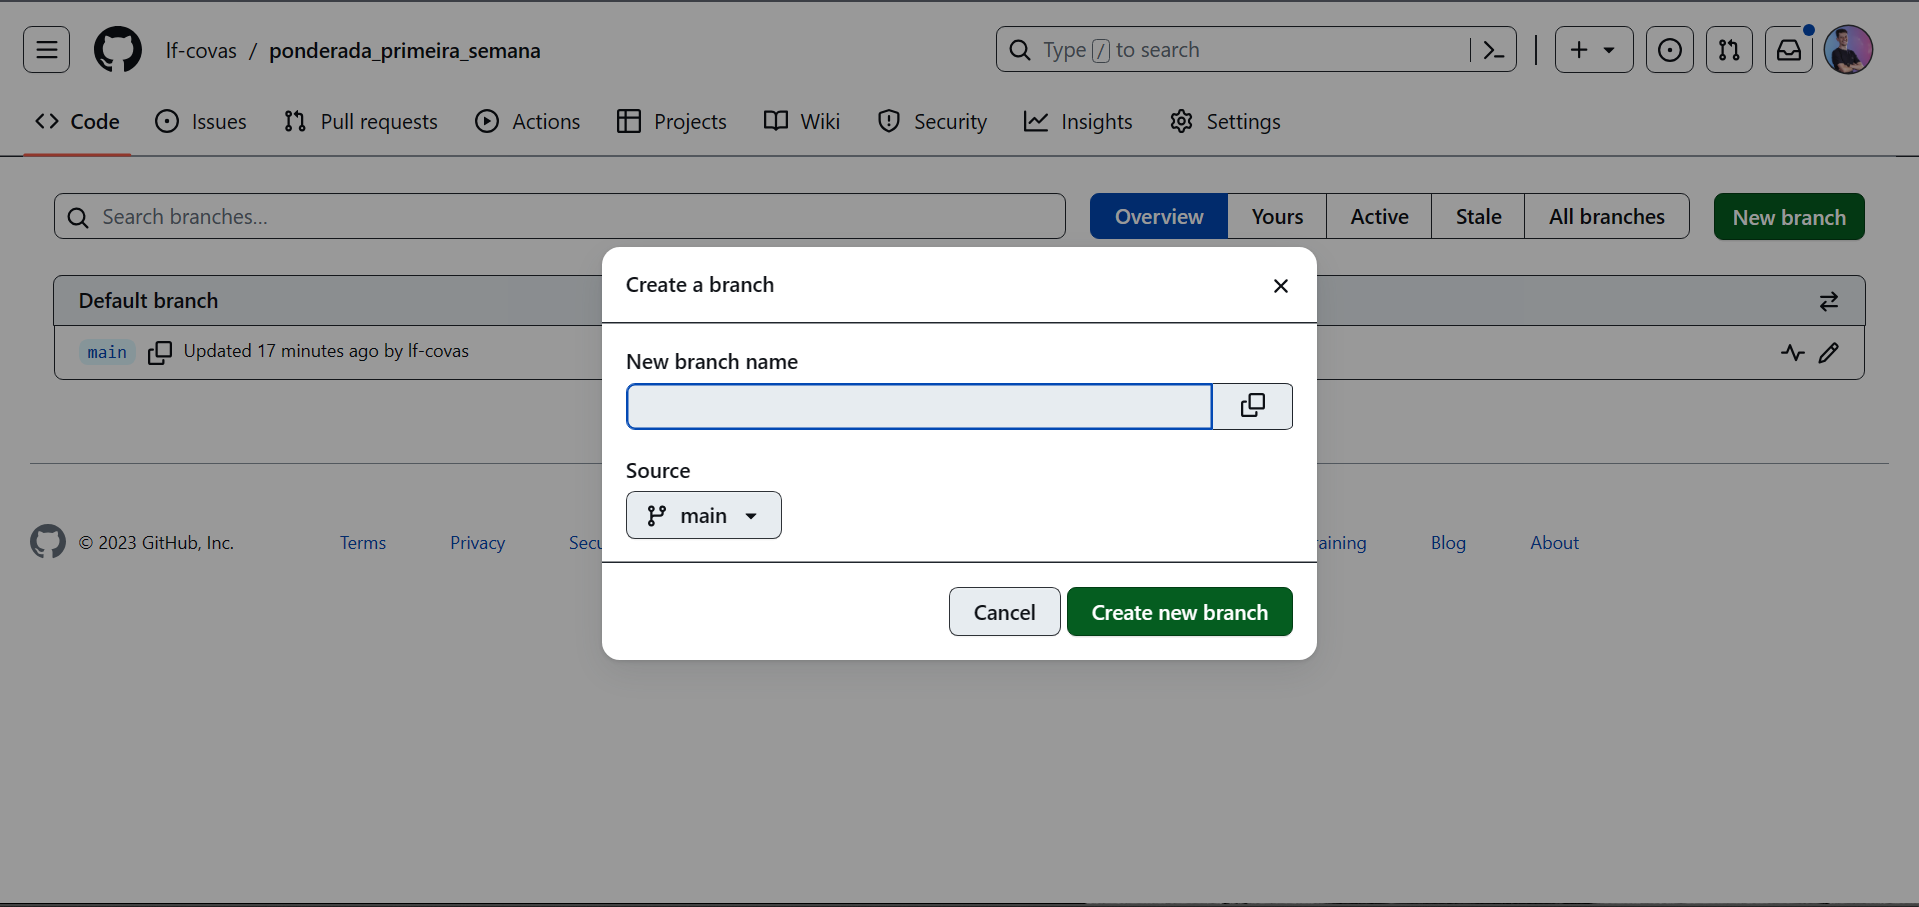 lf-covas / ponderada_primeira_semana
Type / to search
Code Issues Pull requests Actions Projects Wiki Security Insights Settings
Search branches...
Overview Yours Active Stale All branches New branch
Default branch
main Updated 17 minutes ago by lf-covas
Create a branch
New branch name
Source
main
Cancel Create new branch
© 2023 GitHub, Inc. Terms Privacy Blog About